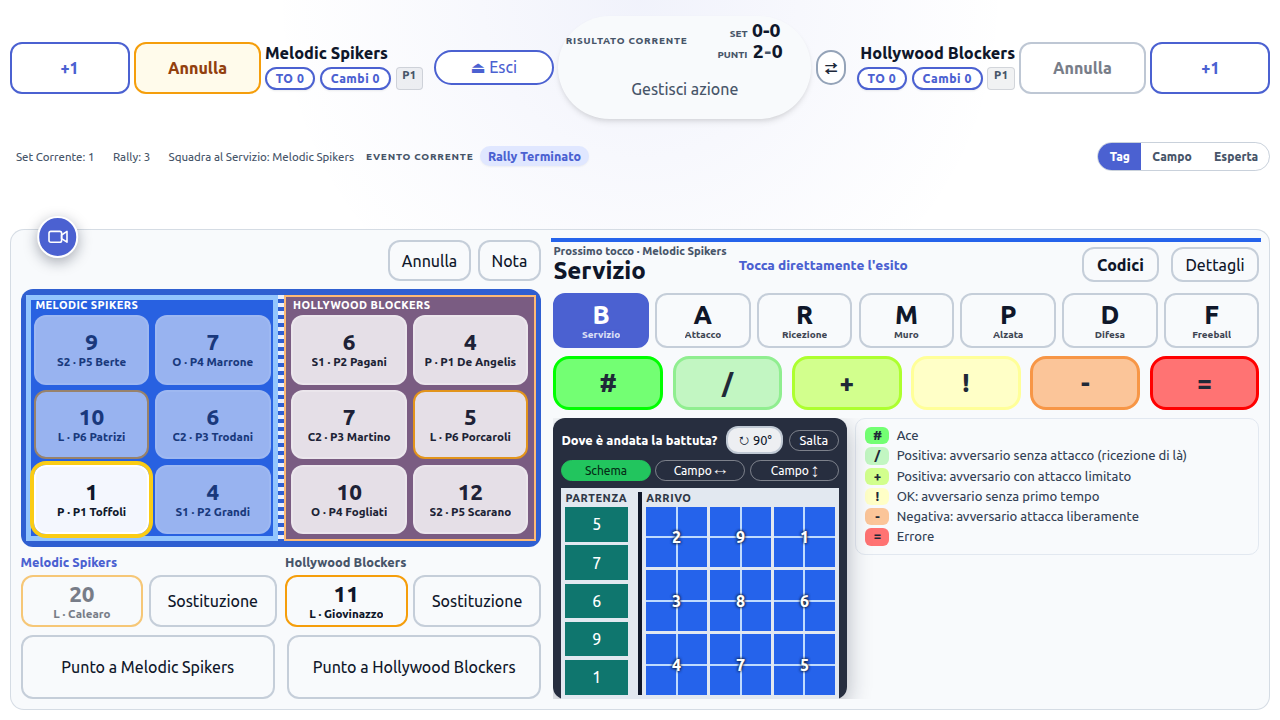 +1
Annulla
Melodic Spikers
TO 0
Cambi 0
P1
⏏ Esci
RISULTATO CORRENTE
SET 0-0
PUNTI 2-0
Gestisci azione
⇄
Hollywood Blockers
TO 0
Cambi 0
P1
Annulla
+1
Set Corrente: 1
Rally: 3
Squadra al Servizio: Melodic Spikers
EVENTO CORRENTE
Rally Terminato
Tag
Campo
Esperta
Annulla
Nota
MELODIC SPIKERS
HOLLYWOOD BLOCKERS
9
S2 · P5 Berte
7
O · P4 Marrone
6
S1 · P2 Pagani
4
P · P1 De Angelis
10
L · P6 Patrizi
6
C2 · P3 Trodani
7
C2 · P3 Martino
5
L · P6 Porcaroli
1
P · P1 Toffoli
4
S1 · P2 Grandi
10
O · P4 Fogliati
12
S2 · P5 Scarano
Melodic Spikers
Hollywood Blockers
20
L · Calearo
Sostituzione
11
L · Giovinazzo
Sostituzione
Punto a Melodic Spikers
Punto a Hollywood Blockers
Prossimo tocco · Melodic Spikers
Servizio
Tocca direttamente l'esito
Codici
Dettagli
B
Servizio
A
Attacco
R
Ricezione
M
Muro
P
Alzata
D
Difesa
F
Freeball
#
/
+
!
-
=
Dove è andata la battuta?
↻ 90°
Salta
Schema
Campo ↔
Campo ↕
PARTENZA
ARRIVO
5
7
6
9
1
2 9 1
3 8 6
4 7 5
# Ace
/ Positiva: avversario senza attacco (ricezione di là)
+ Positiva: avversario con attacco limitato
! OK: avversario senza primo tempo
- Negativa: avversario attacca liberamente
= Errore